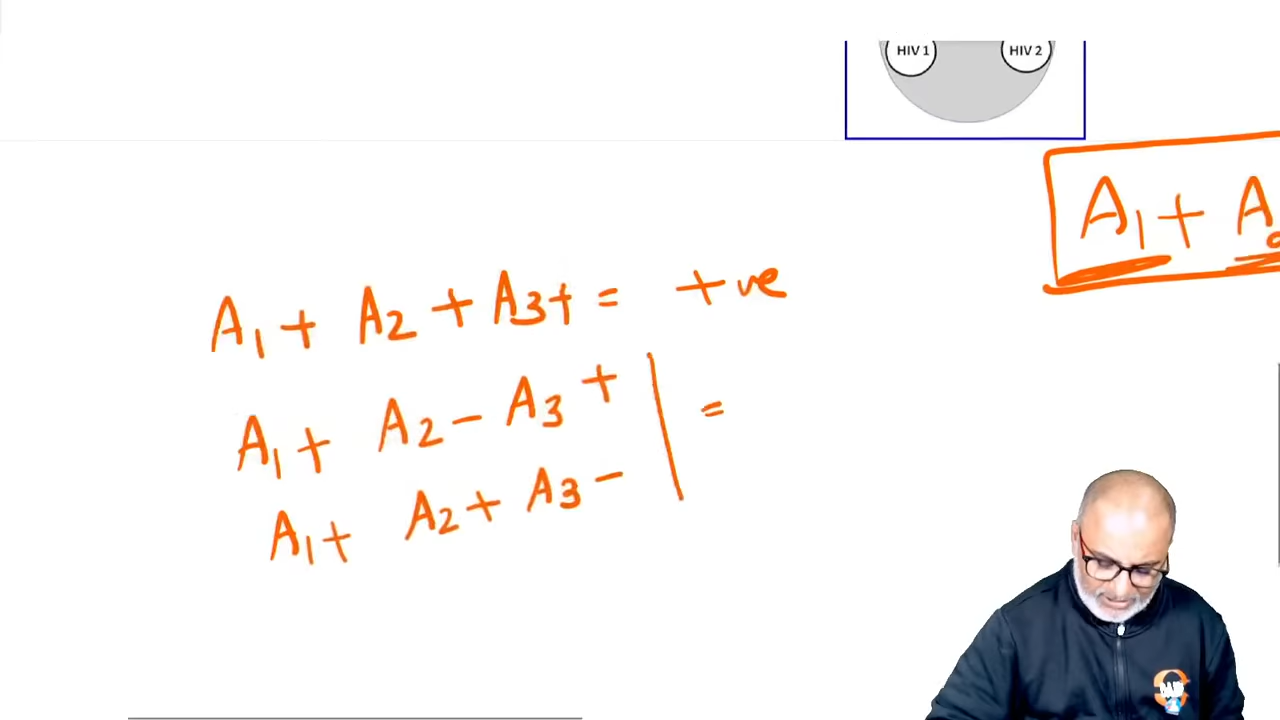 HIV 1 HIV 2
A1+ A
A1+ A2+ A3+ = +ve
A1+ A2- A3+ =
A1+ A2+ A3-